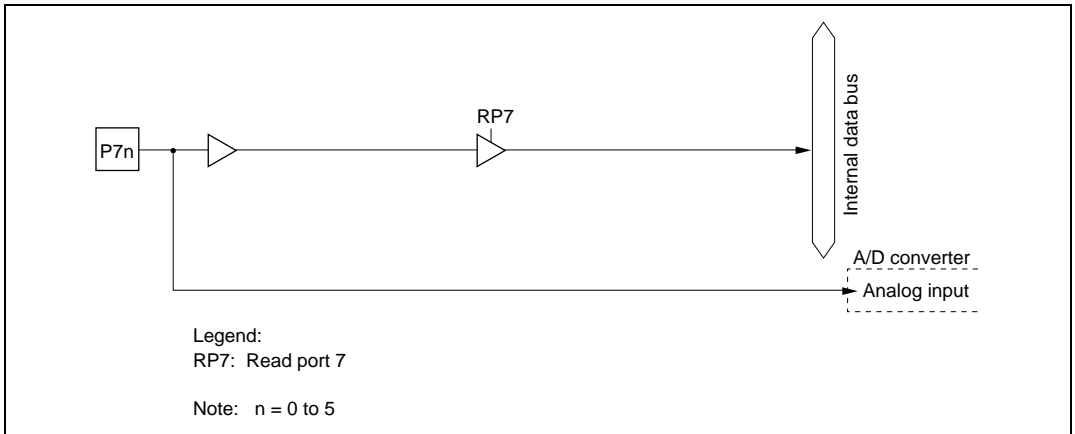 RP7
P7n
Internal data bus
A/D converter
Analog input
Legend:
RP7: Read port 7
Note: n = 0 to 5